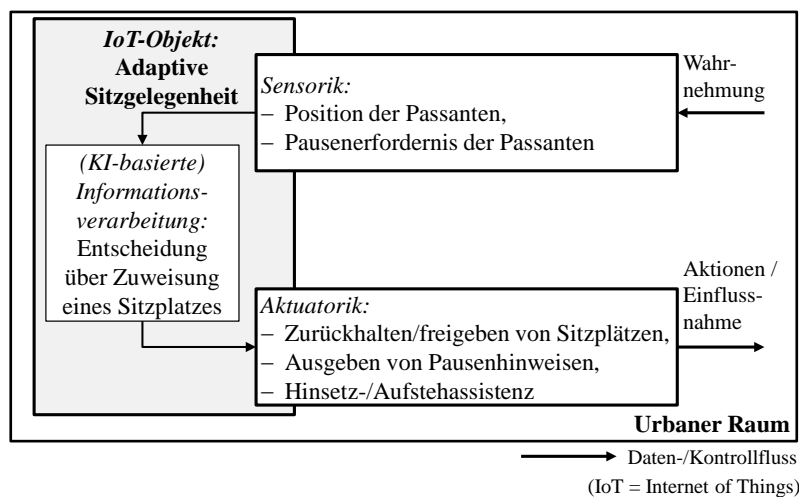 IoT-Objekt:
Adaptive
Sitzgelegenheit
Sensorik:
– Position der Passanten,
– Pausenerfordernis der Passanten
Wahr-
nehmung
(KI-basierte)
Informations-
verarbeitung:
Entscheidung
über Zuweisung
eines Sitzplatzes
Aktuatorik:
– Zurückhalten/freigeben von Sitzplätzen,
– Ausgeben von Pausenhinweisen,
– Hinsetz-/Aufstehassistenz
Aktionen /
Einfluss-
nahme
Urbaner Raum
Daten-/Kontrollfluss
(IoT = Internet of Things)